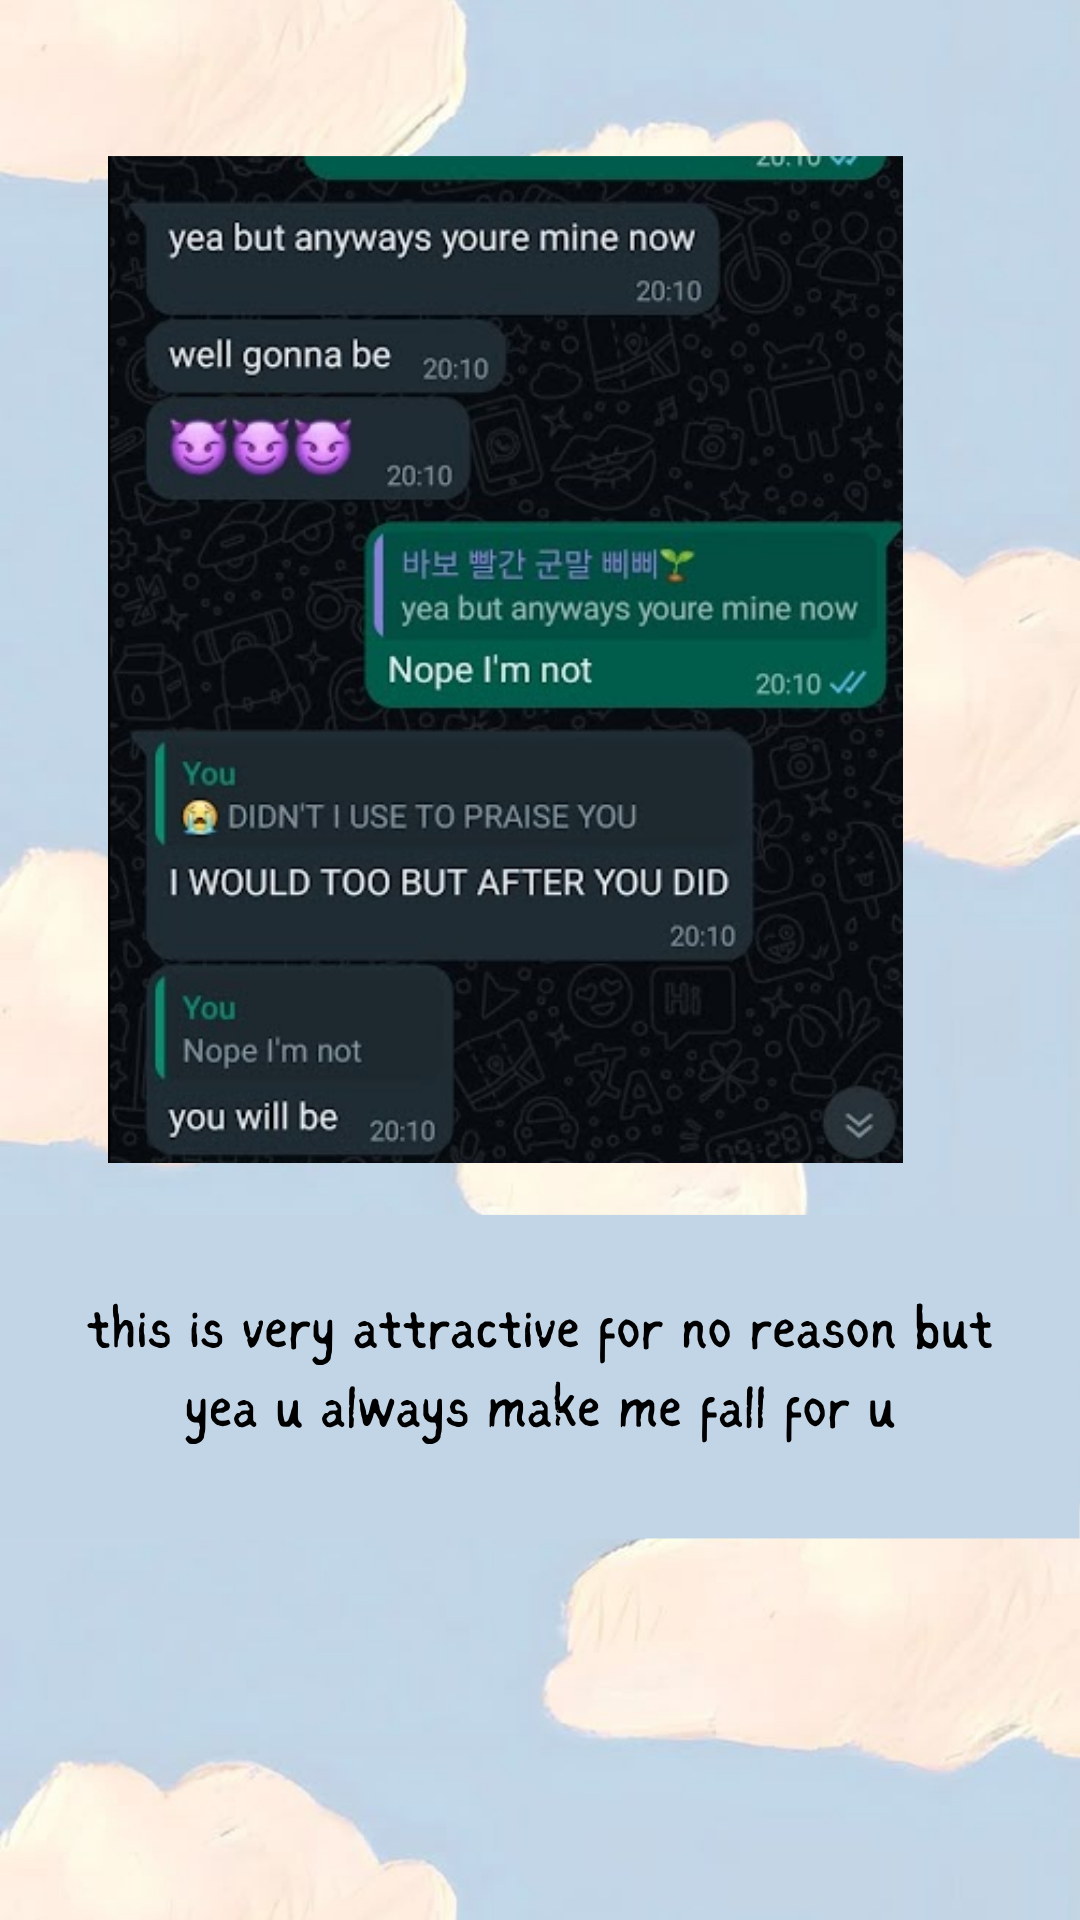 20:10
yea but anyways youre mine now
20:10
well gonna be 20:10
😈😈😈 20:10
바보 빨간 군말 삐삐🌱
yea but anyways youre mine now
Nope I'm not 20:10
You
😭 DIDN'T I USE TO PRAISE YOU
I WOULD TOO BUT AFTER YOU DID
20:10
You
Nope I'm not
you will be 20:10
this is very attractive for no reason but
yea u always make me fall for u